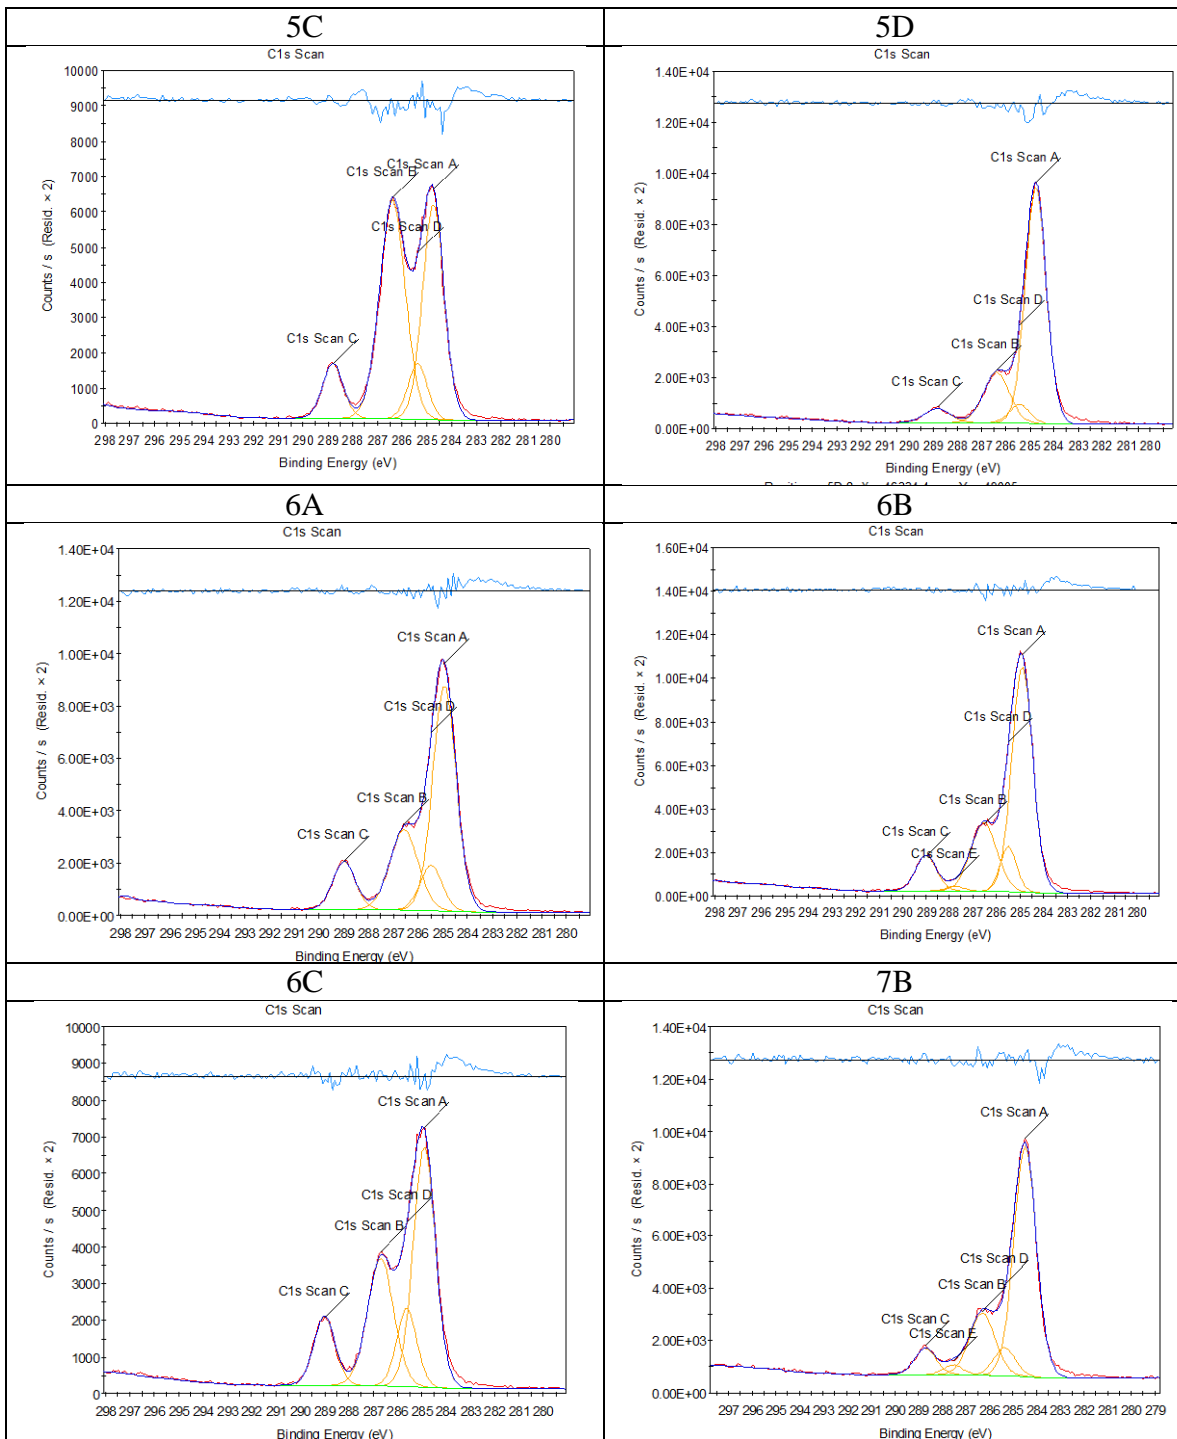 5C
5D
C1s Scan
10000
9000
8000
7000
6000
5000
4000
3000
2000
1000
0
Counts / s (Resid. × 2)
C1s Scan A
C1s Scan B
C1s Scan D
C1s Scan C
298 297 296 295 294 293 292 291 290 289 288 287 286 285 284 283 282 281 280
Binding Energy (eV)
C1s Scan
1.40E+04
1.20E+04
1.00E+04
8.00E+03
6.00E+03
4.00E+03
2.00E+03
0.00E+00
Counts / s (Resid. × 2)
C1s Scan A
C1s Scan D
C1s Scan B
C1s Scan C
298 297 296 295 294 293 292 291 290 289 288 287 286 285 284 283 282 281 280
Binding Energy (eV)
6A
6B
C1s Scan
1.40E+04
1.20E+04
1.00E+04
8.00E+03
6.00E+03
4.00E+03
2.00E+03
0.00E+00
Counts / s (Resid. × 2)
C1s Scan A
C1s Scan D
C1s Scan B
C1s Scan C
298 297 296 295 294 293 292 291 290 289 288 287 286 285 284 283 282 281 280
Binding Energy (eV)
C1s Scan
1.60E+04
1.40E+04
1.20E+04
1.00E+04
8.00E+03
6.00E+03
4.00E+03
2.00E+03
0.00E+00
Counts / s (Resid. × 2)
C1s Scan A
C1s Scan D
C1s Scan B
C1s Scan C
C1s Scan E
298 297 296 295 294 293 292 291 290 289 288 287 286 285 284 283 282 281 280
Binding Energy (eV)
6C
7B
C1s Scan
10000
9000
8000
7000
6000
5000
4000
3000
2000
1000
0
Counts / s (Resid. × 2)
C1s Scan A
C1s Scan D
C1s Scan B
C1s Scan C
298 297 296 295 294 293 292 291 290 289 288 287 286 285 284 283 282 281 280
Binding Energy (eV)
C1s Scan
1.40E+04
1.20E+04
1.00E+04
8.00E+03
6.00E+03
4.00E+03
2.00E+03
0.00E+00
Counts / s (Resid. × 2)
C1s Scan A
C1s Scan D
C1s Scan B
C1s Scan C
C1s Scan E
297 296 295 294 293 292 291 290 289 288 287 286 285 284 283 282 281 280 279
Binding Energy (eV)